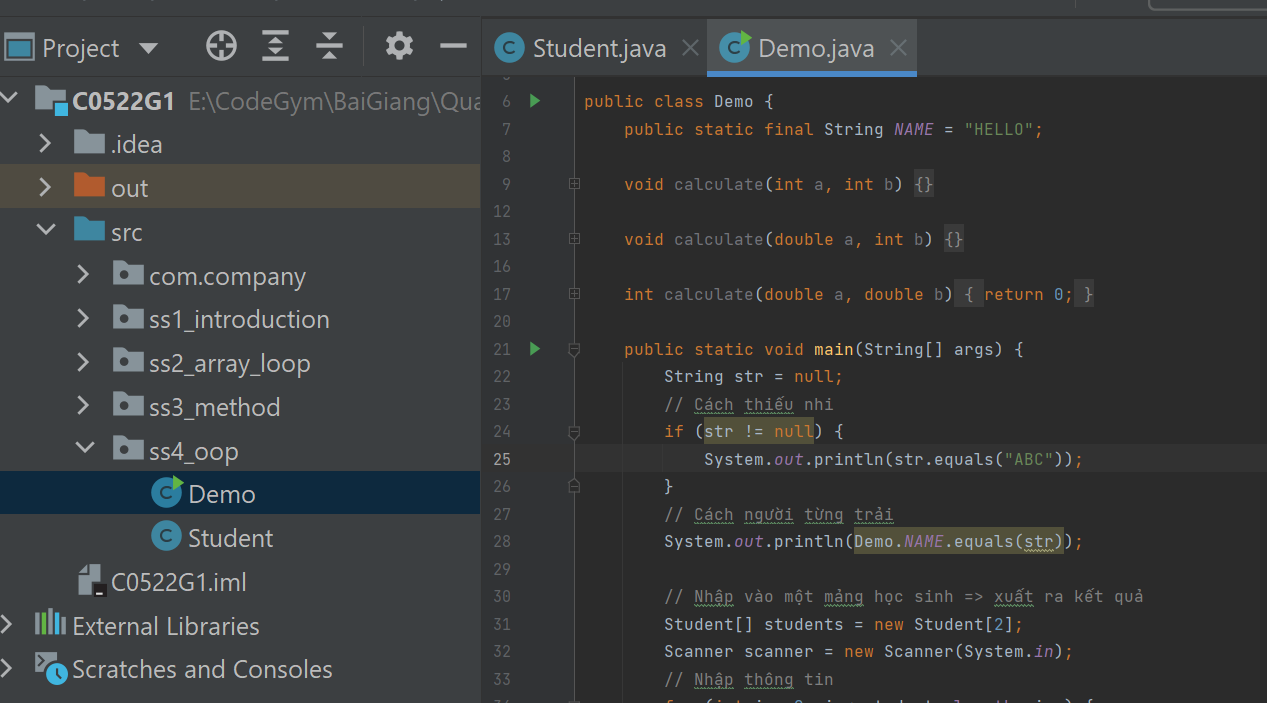 Project
Student.java
Demo.java
C0522G1 E:\CodeGym\BaiGiang\Qua
.idea
out
src
com.company
ss1_introduction
ss2_array_loop
ss3_method
ss4_oop
Demo
Student
C0522G1.iml
External Libraries
Scratches and Consoles
6 public class Demo {
7 public static final String NAME = "HELLO";
8
9 void calculate(int a, int b) {}
12
13 void calculate(double a, int b) {}
16
17 int calculate(double a, double b) { return 0; }
20
21 public static void main(String[] args) {
22 String str = null;
23 // Cách thiếu nhi
24 if (str != null) {
25 System.out.println(str.equals("ABC"));
26 }
27 // Cách người từng trải
28 System.out.println(Demo.NAME.equals(str));
29
30 // Nhập vào một mảng học sinh => xuất ra kết quả
31 Student[] students = new Student[2];
32 Scanner scanner = new Scanner(System.in);
33 // Nhập thông tin